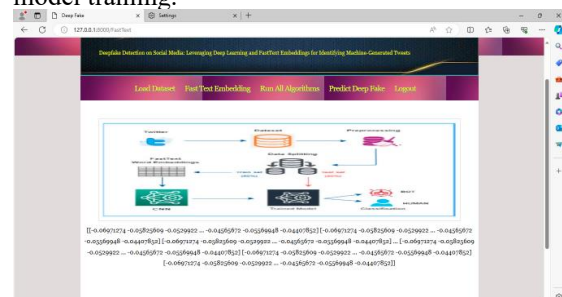 model training.
Deep Fake
Settings
127.0.0.1:8000/FastText
Deepfake Detection on Social Media: Leveraging Deep Learning and FastText Embeddings for Identifying Machine-Generated Tweets
Load Dataset Fast Text Embedding Run All Algorithms Predict Deep Fake Logout
Twitter Dataset Preprocessing
Data Splitting
FastText
Word Embeddings
BOT
CNN Trained Model Classification
HUMAN
[[-0.06971274 -0.05825609 -0.0529922 ... -0.04565672 -0.05569948 -0.04407852] [-0.06971274 -0.05825609 -0.0529922 ... -0.04565672
-0.05569948 -0.04407852] [-0.06971274 -0.05825609 -0.0529922 ... -0.04565672 -0.05569948 -0.04407852] ... [-0.06971274 -0.05825609
-0.0529922 ... -0.04565672 -0.05569948 -0.04407852] [-0.06971274 -0.05825609 -0.0529922 ... -0.04565672 -0.05569948 -0.04407852]
[-0.06971274 -0.05825609 -0.0529922 ... -0.04565672 -0.05569948 -0.04407852]]